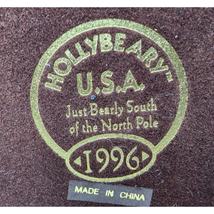 HOLLYBEARY™
U.S.A.
Just Bearly South
of the North Pole
1996
MADE IN CHINA